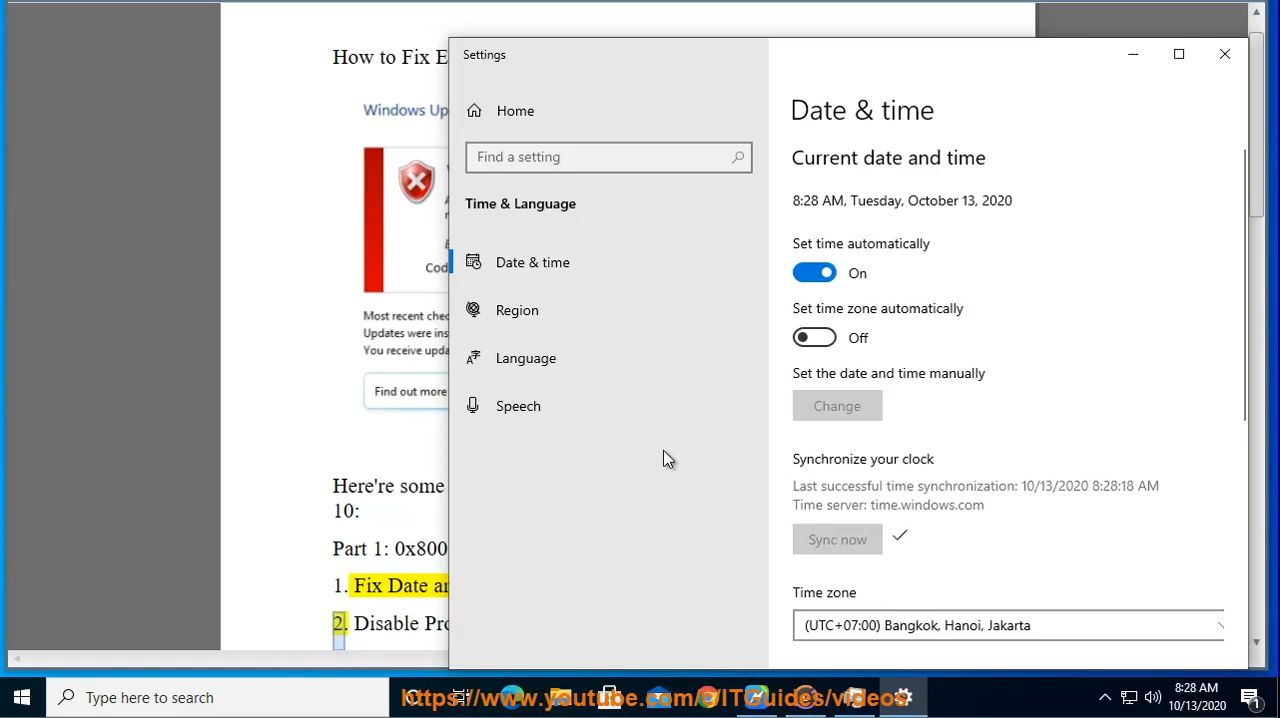 How to Fix E
Windows Up
Cod
Most recent chec
Updates were ins
You receive upda
Find out more
Here're some
10:
Part 1: 0x800
1. Fix Date an
2. Disable Pro
Settings
Home
Find a setting
Time & Language
Date & time
Region
Language
Speech
Date & time
Current date and time
8:28 AM, Tuesday, October 13, 2020
Set time automatically
On
Set time zone automatically
Off
Set the date and time manually
Change
Synchronize your clock
Last successful time synchronization: 10/13/2020 8:28:18 AM
Time server: time.windows.com
Sync now
Time zone
(UTC+07:00) Bangkok, Hanoi, Jakarta
Type here to search
https://www.youtube.com/c/ITGuides/videos
8:28 AM
10/13/2020
1